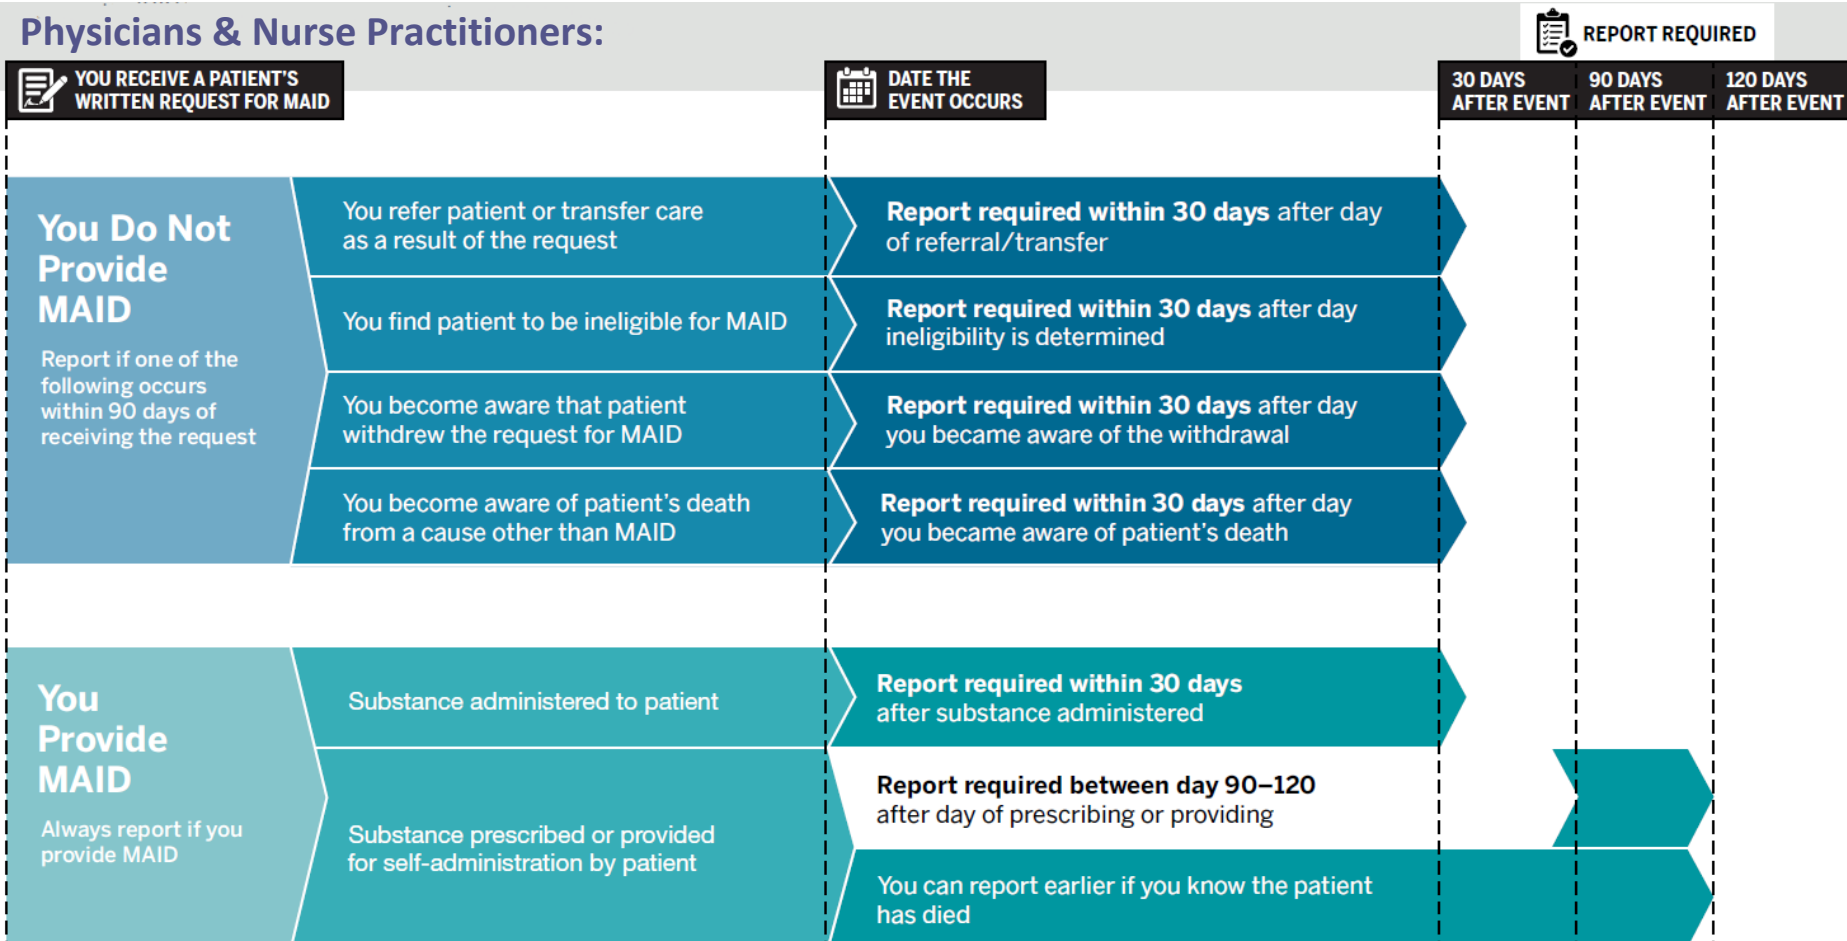 Physicians & Nurse Practitioners:
REPORT REQUIRED
YOU RECEIVE A PATIENT'S
WRITTEN REQUEST FOR MAID
DATE THE
EVENT OCCURS
30 DAYS
AFTER EVENT
90 DAYS
AFTER EVENT
120 DAYS
AFTER EVENT
You Do Not
Provide
MAID
Report if one of the
following occurs
within 90 days of
receiving the request
You refer patient or transfer care
as a result of the request
Report required within 30 days after day
of referral/transfer
You find patient to be ineligible for MAID
Report required within 30 days after day
ineligibility is determined
You become aware that patient
withdrew the request for MAID
Report required within 30 days after day
you became aware of the withdrawal
You become aware of patient's death
from a cause other than MAID
Report required within 30 days after day
you became aware of patient's death
You
Provide
MAID
Always report if you
provide MAID
Substance administered to patient
Report required within 30 days
after substance administered
Substance prescribed or provided
for self-administration by patient
Report required between day 90–120
after day of prescribing or providing
You can report earlier if you know the patient
has died